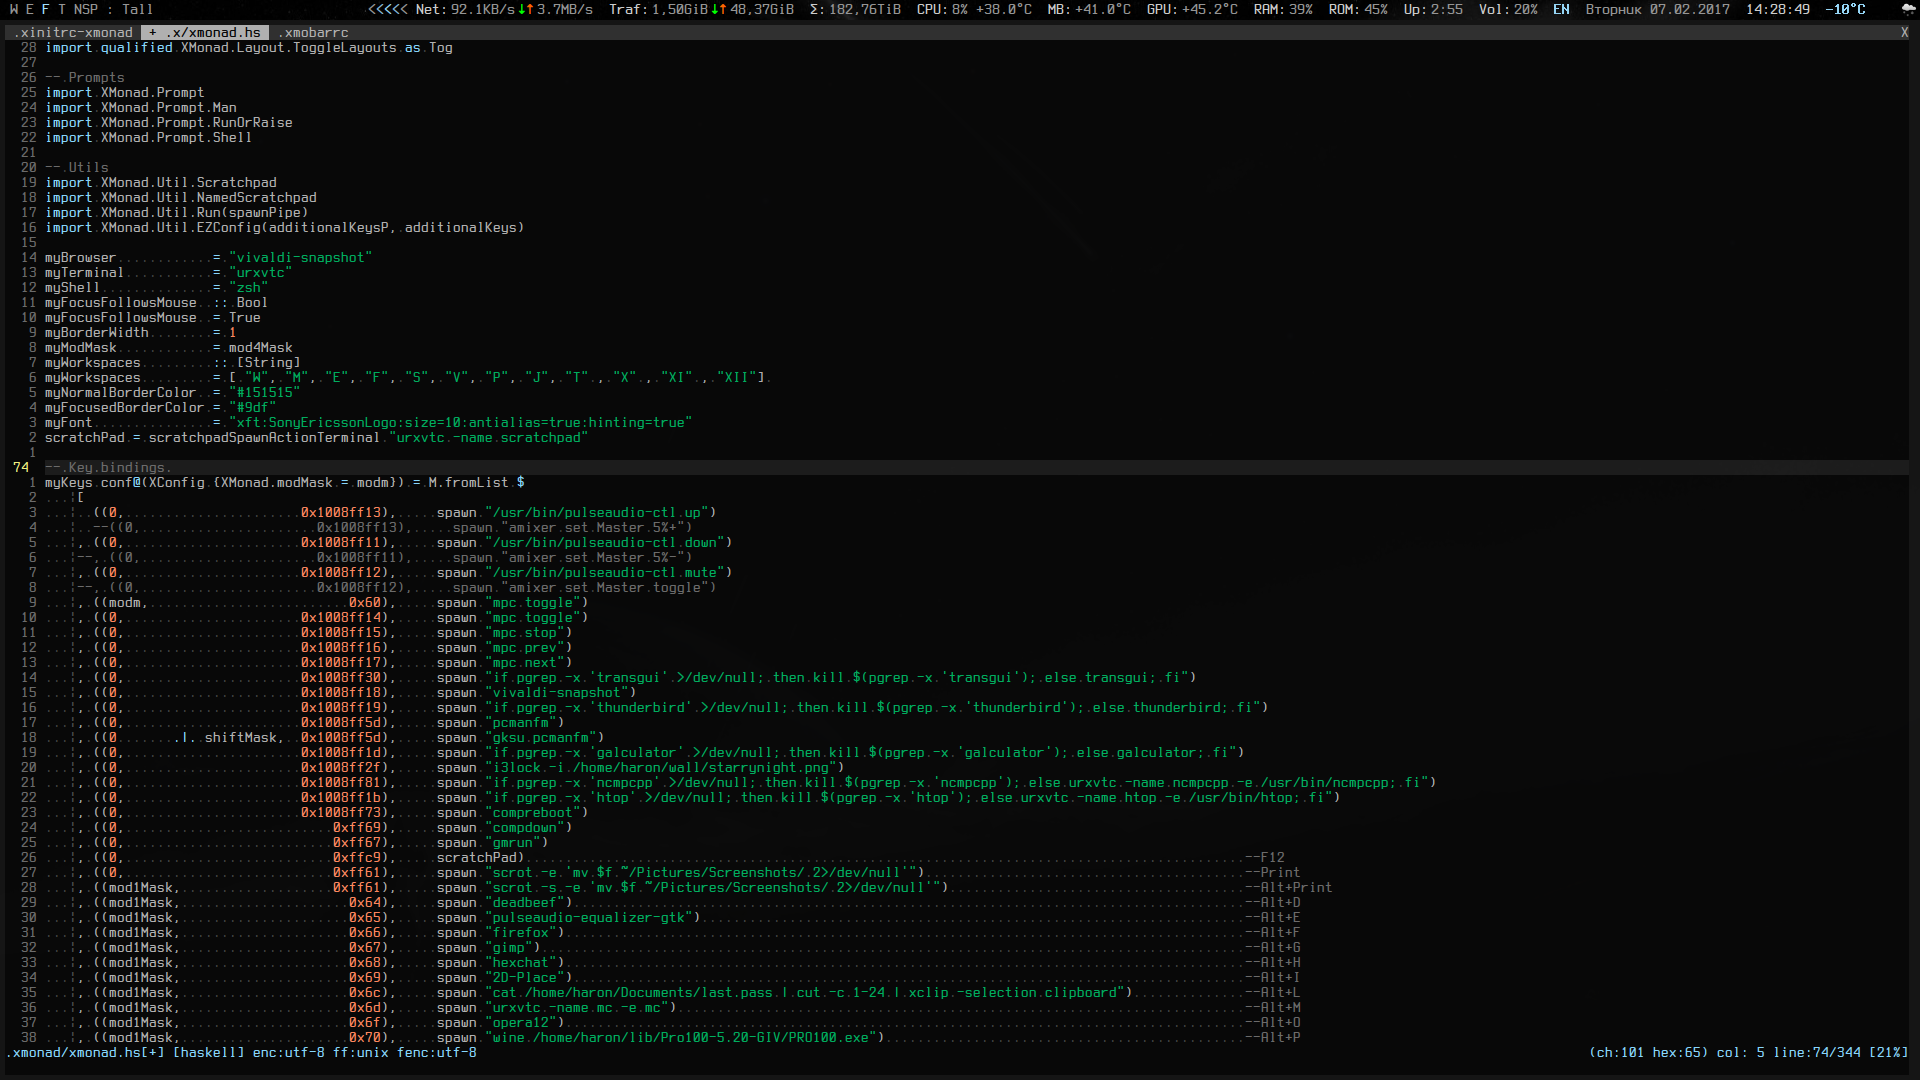 W E F T NSP : Tall <<<<< Net: 92.1KB/s↓↑3.7MB/s Traf: 1,50GiB↓↑48,37GiB Σ: 182,76TiB CPU: 8% +38.0°C MB: +41.0°C GPU: +45.2°C RAM: 39% ROM: 45% Up: 2:55 Vol: 20% EN Вторник 07.02.2017 14:28:49 -10°C
.xinitrc-xmonad + .x/xmonad.hs .xmobarrc X
28 import qualified XMonad.Layout.ToggleLayouts as Tog
27
26 -- Prompts
25 import XMonad.Prompt
24 import XMonad.Prompt.Man
23 import XMonad.Prompt.RunOrRaise
22 import XMonad.Prompt.Shell
21
20 -- Utils
19 import XMonad.Util.Scratchpad
18 import XMonad.Util.NamedScratchpad
17 import XMonad.Util.Run(spawnPipe)
16 import XMonad.Util.EZConfig(additionalKeysP, additionalKeys)
15
14 myBrowser = "vivaldi-snapshot"
13 myTerminal = "urxvtc"
12 myShell = "zsh"
11 myFocusFollowsMouse :: Bool
10 myFocusFollowsMouse = True
9 myBorderWidth = 1
8 myModMask = mod4Mask
7 myWorkspaces :: [String]
6 myWorkspaces = [ "W", "M", "E", "F", "S", "V", "P", "J", "T" , "X" , "XI" , "XII"]
5 myNormalBorderColor = "#151515"
4 myFocusedBorderColor = "#9df"
3 myFont = "xft:SonyEricssonLogo:size=10:antialias=true:hinting=true"
2 scratchPad = scratchpadSpawnActionTerminal "urxvtc -name scratchpad"
1
74 -- Key bindings
1 myKeys conf@(XConfig {XMonad.modMask = modm}) = M.fromList $
2 [
3 ((0, 0x1008ff13), spawn "/usr/bin/pulseaudio-ctl up")
4 --((0, 0x1008ff13), spawn "amixer set Master 5%+")
5 , ((0, 0x1008ff11), spawn "/usr/bin/pulseaudio-ctl down")
6 --, ((0, 0x1008ff11), spawn "amixer set Master 5%-")
7 , ((0, 0x1008ff12), spawn "/usr/bin/pulseaudio-ctl mute")
8 --, ((0, 0x1008ff12), spawn "amixer set Master toggle")
9 , ((modm, 0x60), spawn "mpc toggle")
10 , ((0, 0x1008ff14), spawn "mpc toggle")
11 , ((0, 0x1008ff15), spawn "mpc stop")
12 , ((0, 0x1008ff16), spawn "mpc prev")
13 , ((0, 0x1008ff17), spawn "mpc next")
14 , ((0, 0x1008ff30), spawn "if pgrep -x 'transgui' >/dev/null; then kill $(pgrep -x 'transgui'); else transgui; fi")
15 , ((0, 0x1008ff18), spawn "vivaldi-snapshot")
16 , ((0, 0x1008ff19), spawn "if pgrep -x 'thunderbird' >/dev/null; then kill $(pgrep -x 'thunderbird'); else thunderbird; fi")
17 , ((0, 0x1008ff5d), spawn "pcmanfm")
18 , ((0 .|. shiftMask, 0x1008ff5d), spawn "gksu pcmanfm")
19 , ((0, 0x1008ff1d), spawn "if pgrep -x 'galculator' >/dev/null; then kill $(pgrep -x 'galculator'); else galculator; fi")
20 , ((0, 0x1008ff2f), spawn "i3lock -i /home/haron/wall/starrynight.png")
21 , ((0, 0x1008ff81), spawn "if pgrep -x 'ncmpcpp' >/dev/null; then kill $(pgrep -x 'ncmpcpp'); else urxvtc -name ncmpcpp -e /usr/bin/ncmpcpp; fi")
22 , ((0, 0x1008ff1b), spawn "if pgrep -x 'htop' >/dev/null; then kill $(pgrep -x 'htop'); else urxvtc -name htop -e /usr/bin/htop; fi")
23 , ((0, 0x1008ff73), spawn "compreboot")
24 , ((0, 0xff69), spawn "compdown")
25 , ((0, 0xff67), spawn "gmrun")
26 , ((0, 0xffc9), scratchPad) --F12
27 , ((0, 0xff61), spawn "scrot -e 'mv $f ~/Pictures/Screenshots/ 2>/dev/null'") --Print
28 , ((mod1Mask, 0xff61), spawn "scrot -s -e 'mv $f ~/Pictures/Screenshots/ 2>/dev/null'") --Alt+Print
29 , ((mod1Mask, 0x64), spawn "deadbeef") --Alt+D
30 , ((mod1Mask, 0x65), spawn "pulseaudio-equalizer-gtk") --Alt+E
31 , ((mod1Mask, 0x66), spawn "firefox") --Alt+F
32 , ((mod1Mask, 0x67), spawn "gimp") --Alt+G
33 , ((mod1Mask, 0x68), spawn "hexchat") --Alt+H
34 , ((mod1Mask, 0x69), spawn "2D-Place") --Alt+I
35 , ((mod1Mask, 0x6c), spawn "cat /home/haron/Documents/last.pass | cut -c 1-24 | xclip -selection clipboard") --Alt+L
36 , ((mod1Mask, 0x6d), spawn "urxvtc -name mc -e mc") --Alt+M
37 , ((mod1Mask, 0x6f), spawn "opera12") --Alt+O
38 , ((mod1Mask, 0x70), spawn "wine /home/haron/lib/Pro100-5.20-GIV/PRO100.exe") --Alt+P
.xmonad/xmonad.hs[+] [haskell] enc:utf-8 ff:unix fenc:utf-8 (ch:101 hex:65) col: 5 line:74/344 [21%]